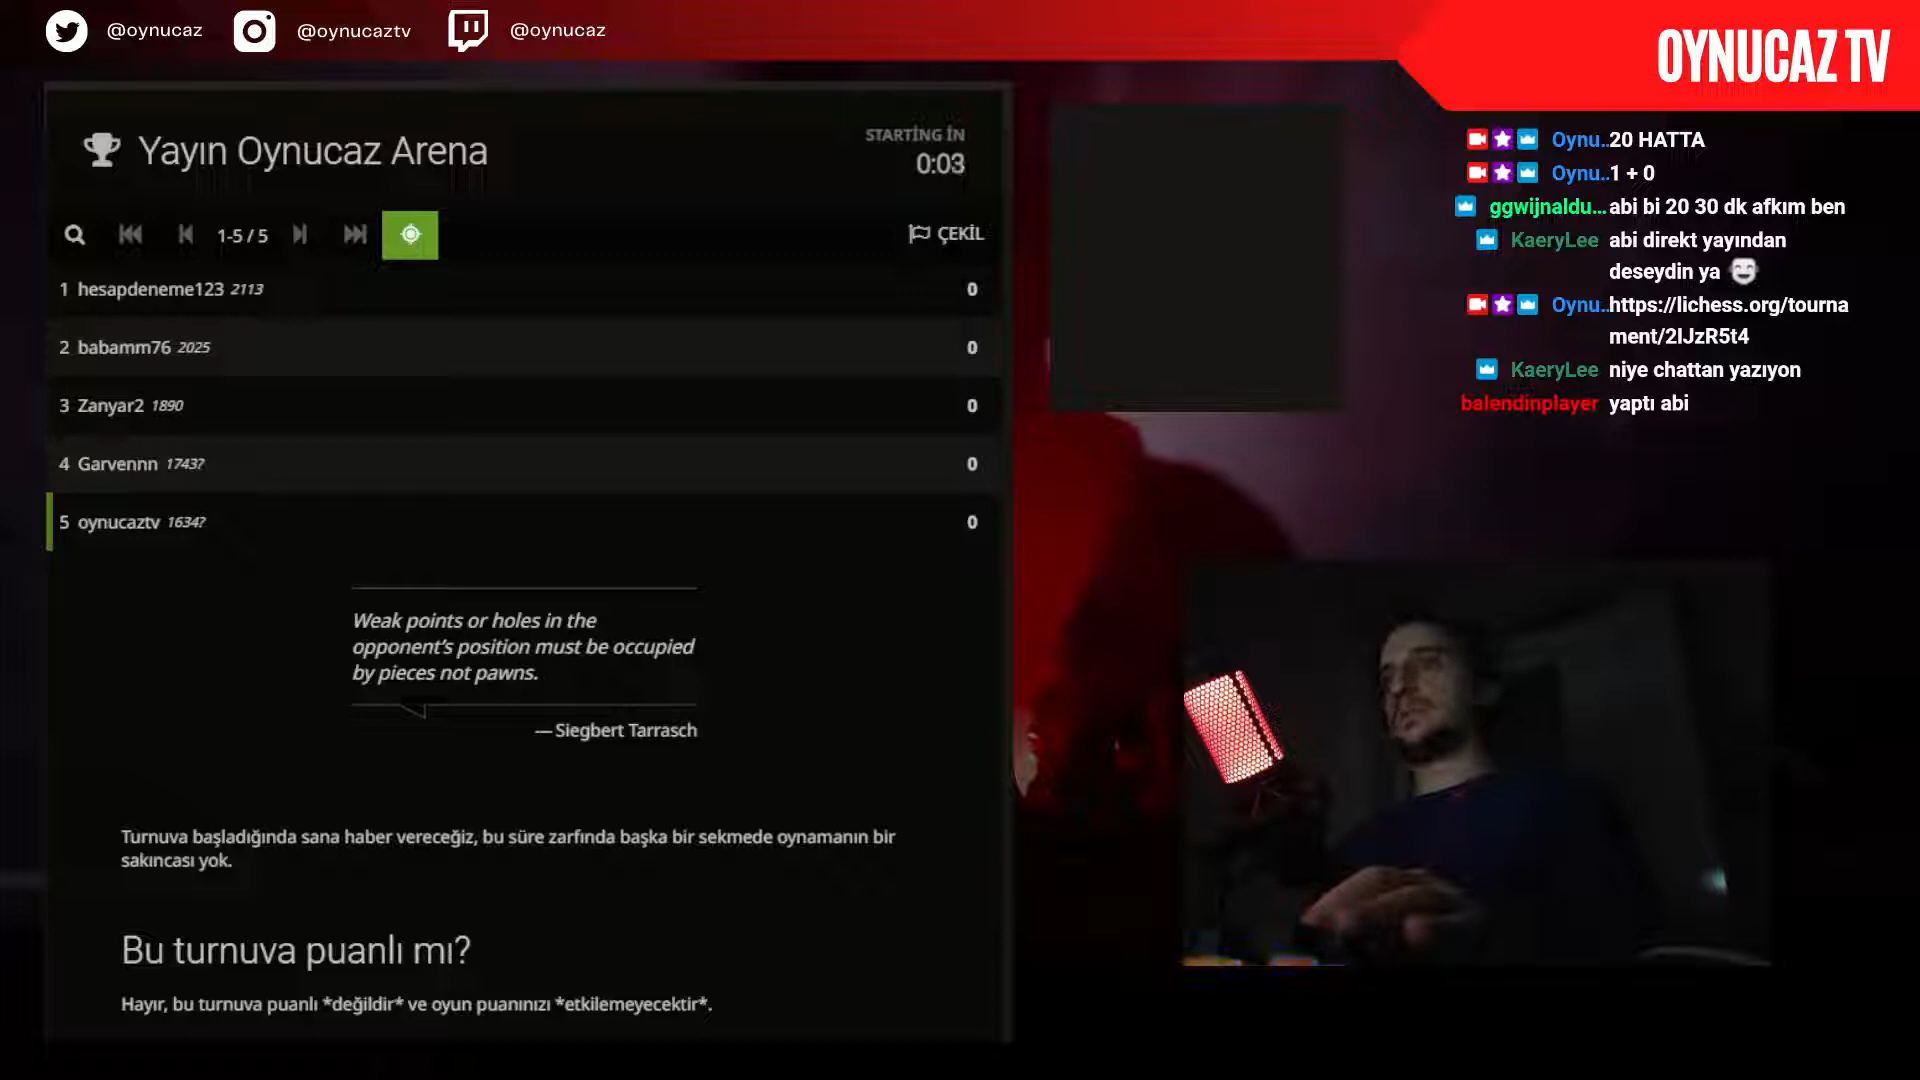 @oynucaz
@oynucaztv
@oynucaz
OYNUCAZ TV
Yayın Oynucaz Arena
STARTİNG İN
0:03
1-5 / 5
ÇEKİL
1 hesapdeneme123 2113 0
2 babamm76 2025 0
3 Zanyar2 1890 0
4 Garvennn 1743? 0
5 oynucaztv 1634? 0
Weak points or holes in the
opponent's position must be occupied
by pieces not pawns.
— Siegbert Tarrasch
Turnuva başladığında sana haber vereceğiz, bu süre zarfında başka bir sekmede oynamanın bir
sakıncası yok.
Bu turnuva puanlı mı?
Hayır, bu turnuva puanlı *değildir* ve oyun puanınızı *etkilemeyecektir*.
Oynu.. 20 HATTA
Oynu.. 1 + 0
ggwijnaldu... abi bi 20 30 dk afkım ben
KaeryLee abi direkt yayından
deseydin ya
Oynu.. https://lichess.org/tourna
ment/2IJzR5t4
KaeryLee niye chattan yazıyon
balendinplayer yaptı abi